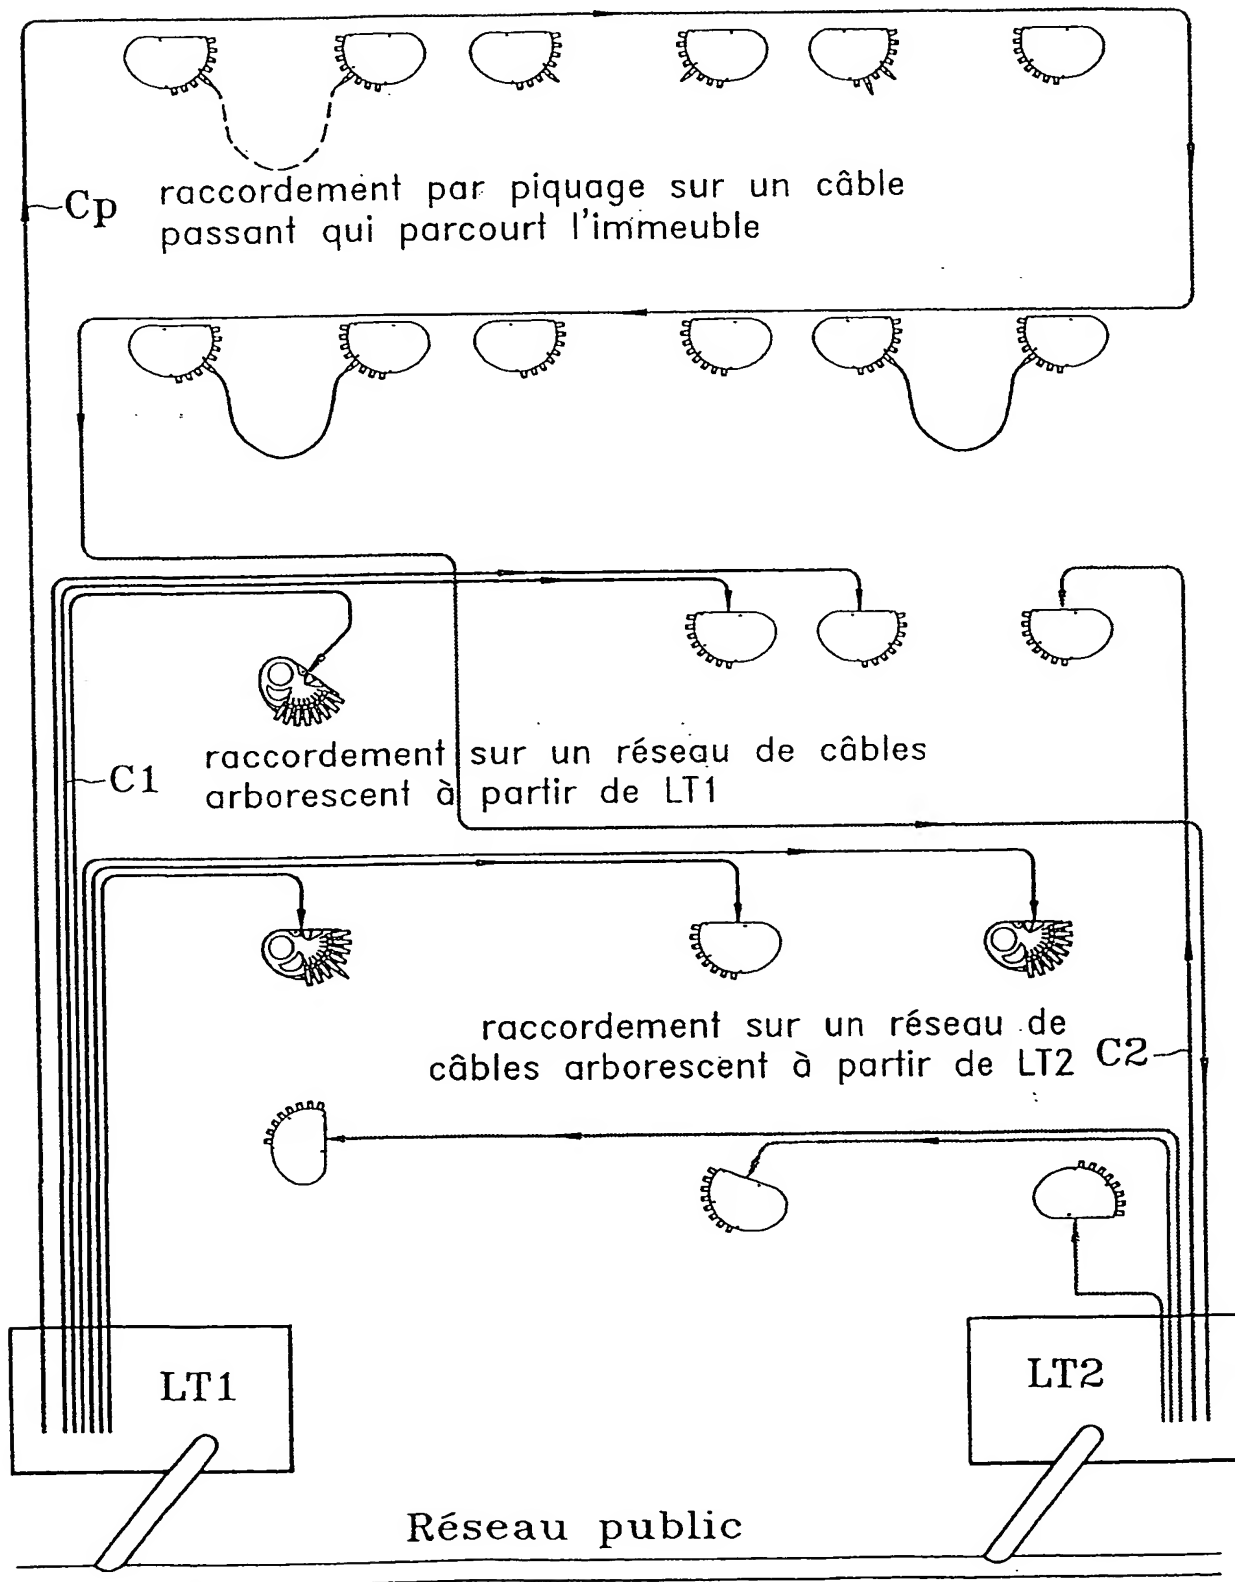 Cp
raccordement par piquage sur un câble
passant qui parcourt l'immeuble
C1
raccordement sur un réseau de câbles
arborescent à partir de LT1
raccordement sur un réseau de
câbles arborescent à partir de LT2
C2
LT1
LT2
Réseau public